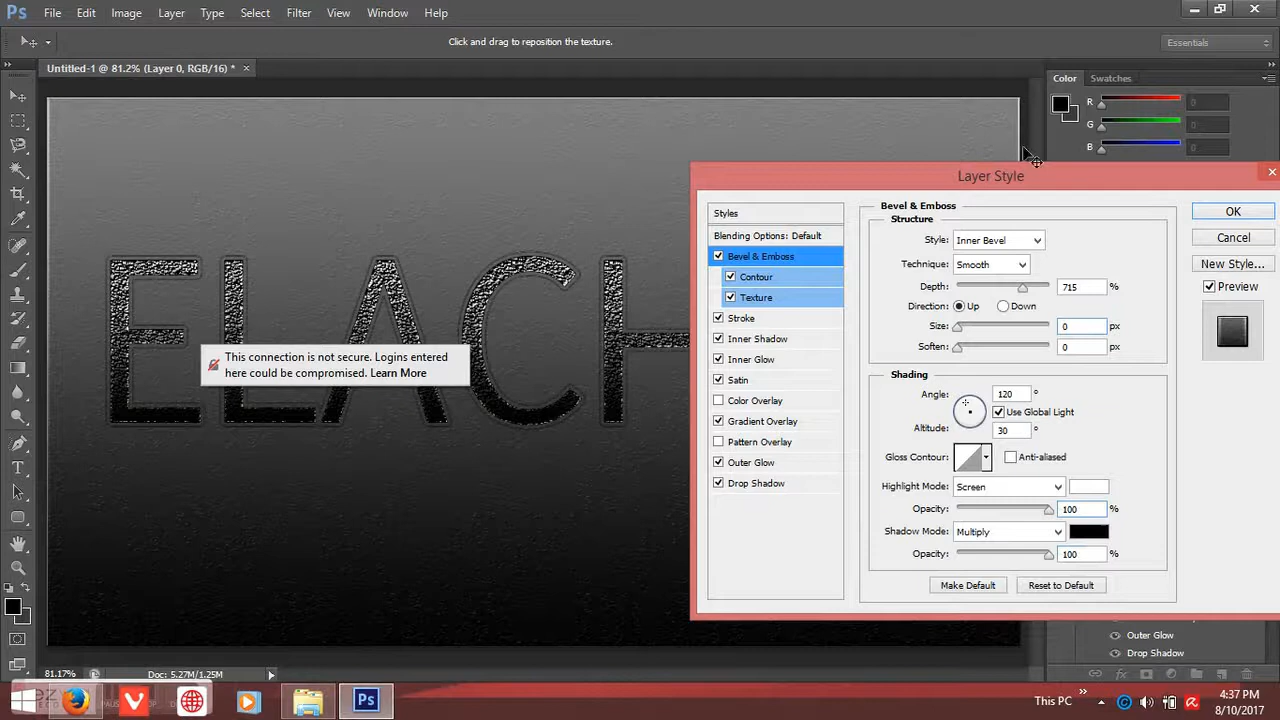 Ps File Edit Image Layer Type Select Filter View Window Help
Click and drag to reposition the texture.
Essentials
Untitled-1 @ 81.2% (Layer 0, RGB/16) * ×
Color Swatches
R 0
G 0
B 0
ELACH
This connection is not secure. Logins entered
here could be compromised. Learn More
Layer Style
Styles
Blending Options: Default
Bevel & Emboss
Contour
Texture
Stroke
Inner Shadow
Inner Glow
Satin
Color Overlay
Gradient Overlay
Pattern Overlay
Outer Glow
Drop Shadow
Bevel & Emboss
Structure
Style: Inner Bevel
Technique: Smooth
Depth: 715 %
Direction: Up Down
Size: 0 px
Soften: 0 px
Shading
Angle: 120 °
Use Global Light
Altitude: 30 °
Gloss Contour: Anti-aliased
Highlight Mode: Screen
Opacity: 100 %
Shadow Mode: Multiply
Opacity: 100 %
Make Default Reset to Default
OK
Cancel
New Style...
Preview
Outer Glow
Drop Shadow
81.17% Doc: 5.27M/1.25M
Ps
This PC
4:37 PM
8/10/2017